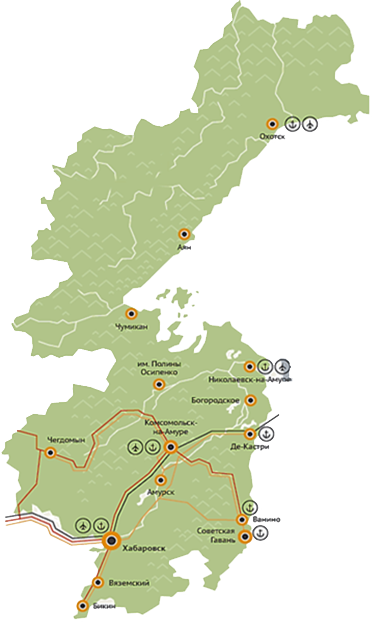 Охотск
Аян
Чумикан
им. Полины
Осипенко
Николаевск-на-Амуре
Богородское
Комсомольск-
на-Амуре
Чегдомын
Де-Кастри
Амурск
Ванино
Советская
Гавань
Хабаровск
Вяземский
Бикин